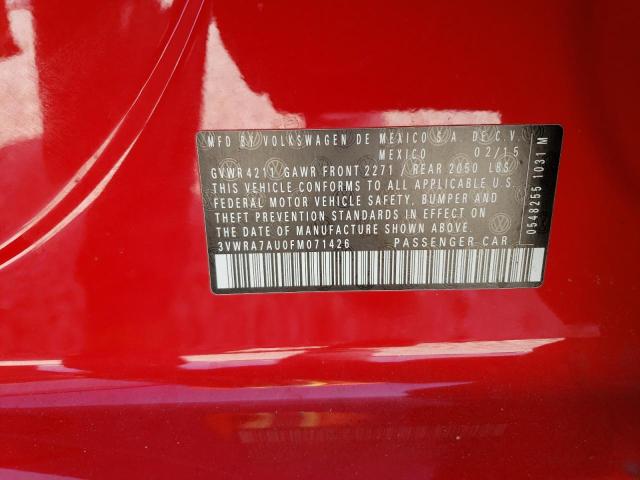 MFD BY VOLKSWAGEN DE MEXICO S.A. DE C.V.
MEXICO 02/15
GVWR 4211 GAWR FRONT 2271 / REAR 2050 LBS
THIS VEHICLE CONFORMS TO ALL APPLICABLE U.S.
FEDERAL MOTOR VEHICLE SAFETY, BUMPER AND
THEFT PREVENTION STANDARDS IN EFFECT ON
THE DATE OF MANUFACTURE SHOWN ABOVE.
3VWRA7AU0FM071426 PASSENGER CAR
0548255 1031 M